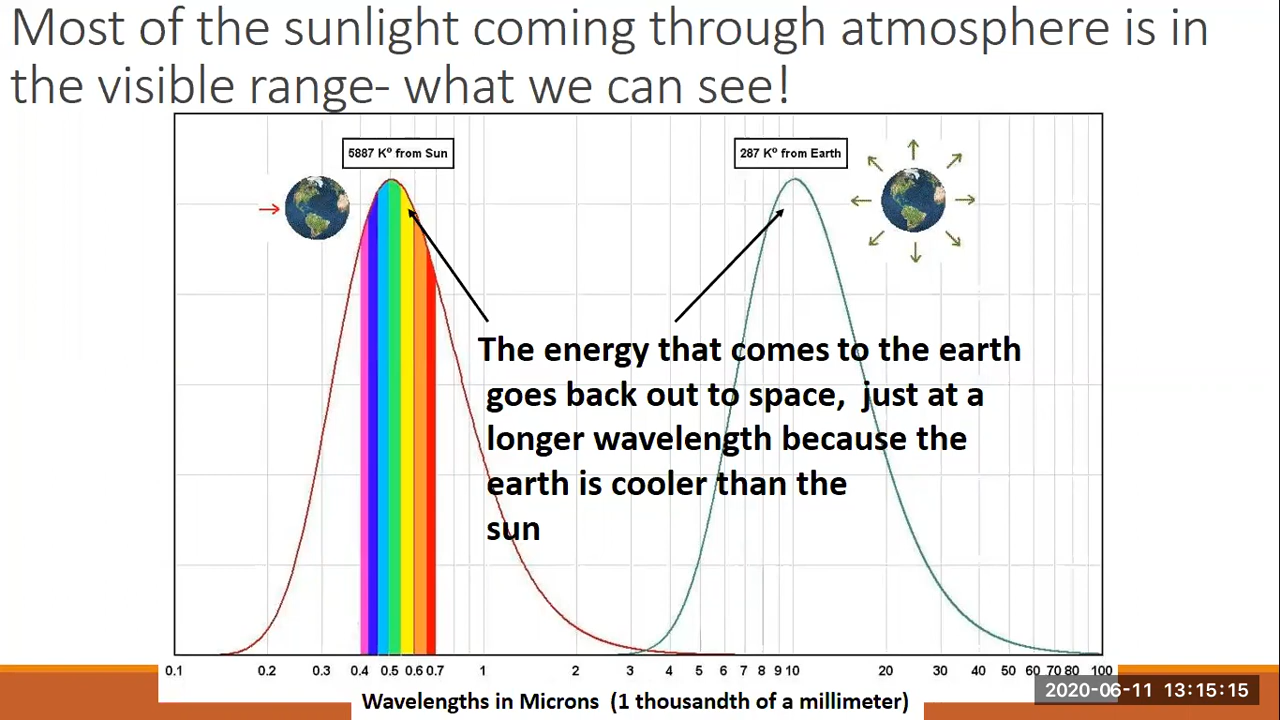 Most of the sunlight coming through atmosphere is in
the visible range- what we can see!
5887 Kº from Sun
287 Kº from Earth
The energy that comes to the earth
goes back out to space, just at a
longer wavelength because the
earth is cooler than the
sun
0.1 0.2 0.3 0.4 0.5 0.6 0.7 1 2 3 4 5 6 7 8 9 10 20 30 40 50 60 70 80 100
Wavelengths in Microns (1 thousandth of a millimeter)
2020-06-11 13:15:15